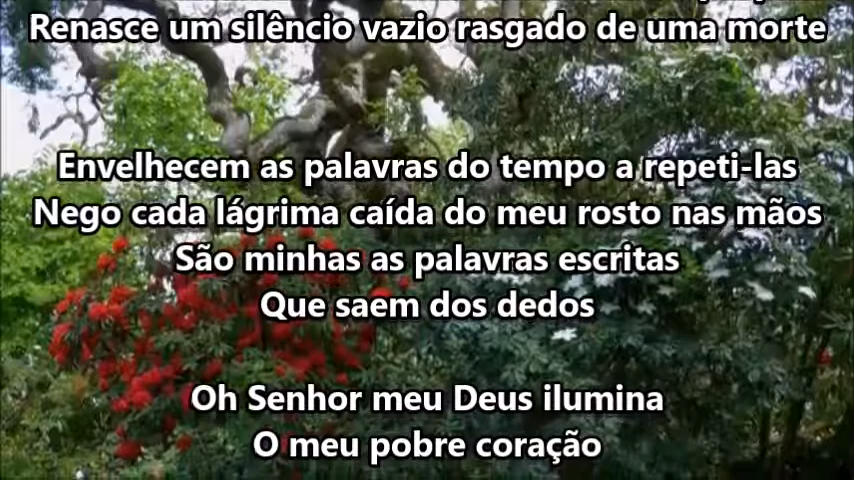 Renasce um silêncio vazio rasgado de uma morte
Envelhecem as palavras do tempo a repeti-las
Nego cada lágrima caída do meu rosto nas mãos
São minhas as palavras escritas
Que saem dos dedos
Oh Senhor meu Deus ilumina
O meu pobre coração